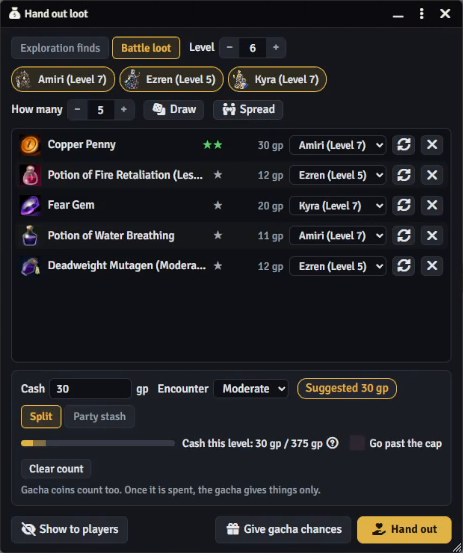 Hand out loot
Exploration finds Battle loot Level − 6 +
Amiri (Level 7) Ezren (Level 5) Kyra (Level 7)
How many − 5 + Draw Spread
Copper Penny ★★ 30 gp Amiri (Level 7)
Potion of Fire Retaliation (Les... ★ 12 gp Ezren (Level 5)
Fear Gem ★ 20 gp Kyra (Level 7)
Potion of Water Breathing ★ 11 gp Amiri (Level 7)
Deadweight Mutagen (Modera... ★ 12 gp Ezren (Level 5)
Cash 30 gp Encounter Moderate Suggested 30 gp
Split Party stash
Cash this level: 30 gp / 375 gp Go past the cap
Clear count
Gacha coins count too. Once it is spent, the gacha gives things only.
Show to players Give gacha chances Hand out